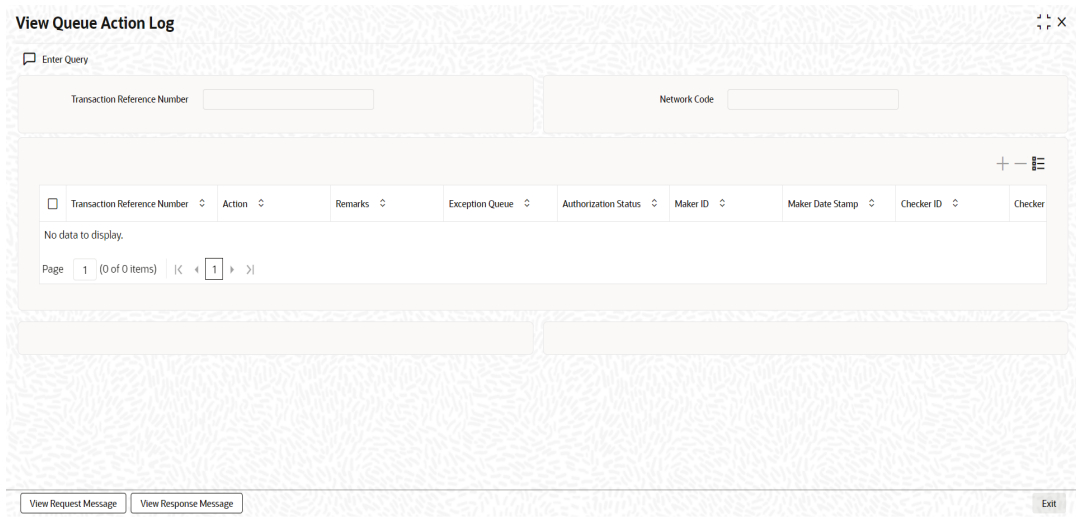 View Queue Action Log
Enter Query
Transaction Reference Number
Network Code
Transaction Reference Number Action Remarks Exception Queue Authorization Status Maker ID Maker Date Stamp Checker ID Checker
No data to display.
Page 1 (0 of 0 items) 1
View Request Message View Response Message Exit